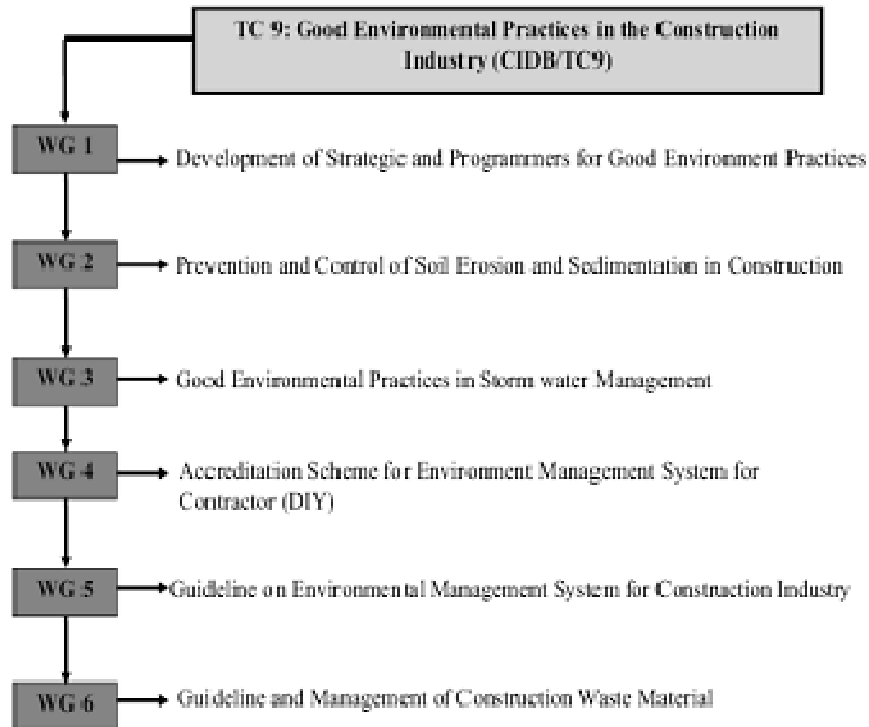 TC 9: Good Environmental Practices in the Construction
Industry (CIDB/TC9)
WG 1
Development of Strategic and Programmers for Good Environment Practices
WG 2
Prevention and Control of Soil Erosion and Sedimentation in Construction
WG 3
Good Environmental Practices in Storm water Management
WG 4
Accreditation Scheme for Environment Management System for
Contractor (DIY)
WG 5
Guideline on Environmental Management System for Construction Industry
WG 6
Guideline and Management of Construction Waste Material